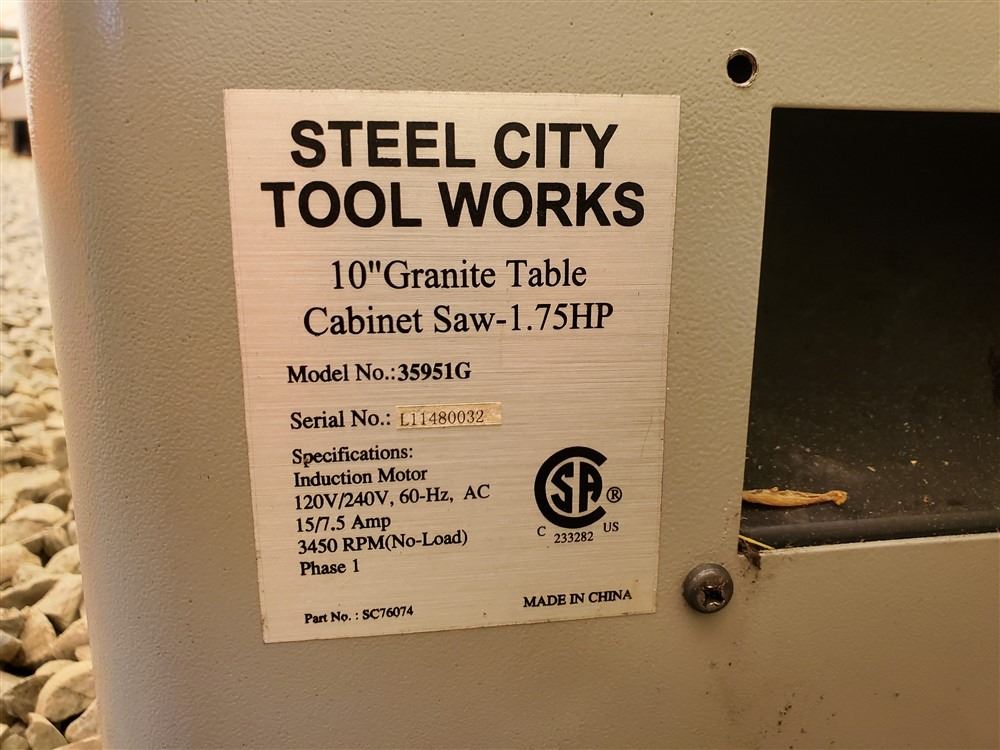 STEEL CITY
TOOL WORKS
10"Granite Table
Cabinet Saw-1.75HP
Model No.:35951G
Serial No.: L11480032
Specifications:
Induction Motor
120V/240V, 60-Hz, AC
15/7.5 Amp
3450 RPM(No-Load)
Phase 1
CSA ®
C 233282 US
Part No. : SC76074
MADE IN CHINA